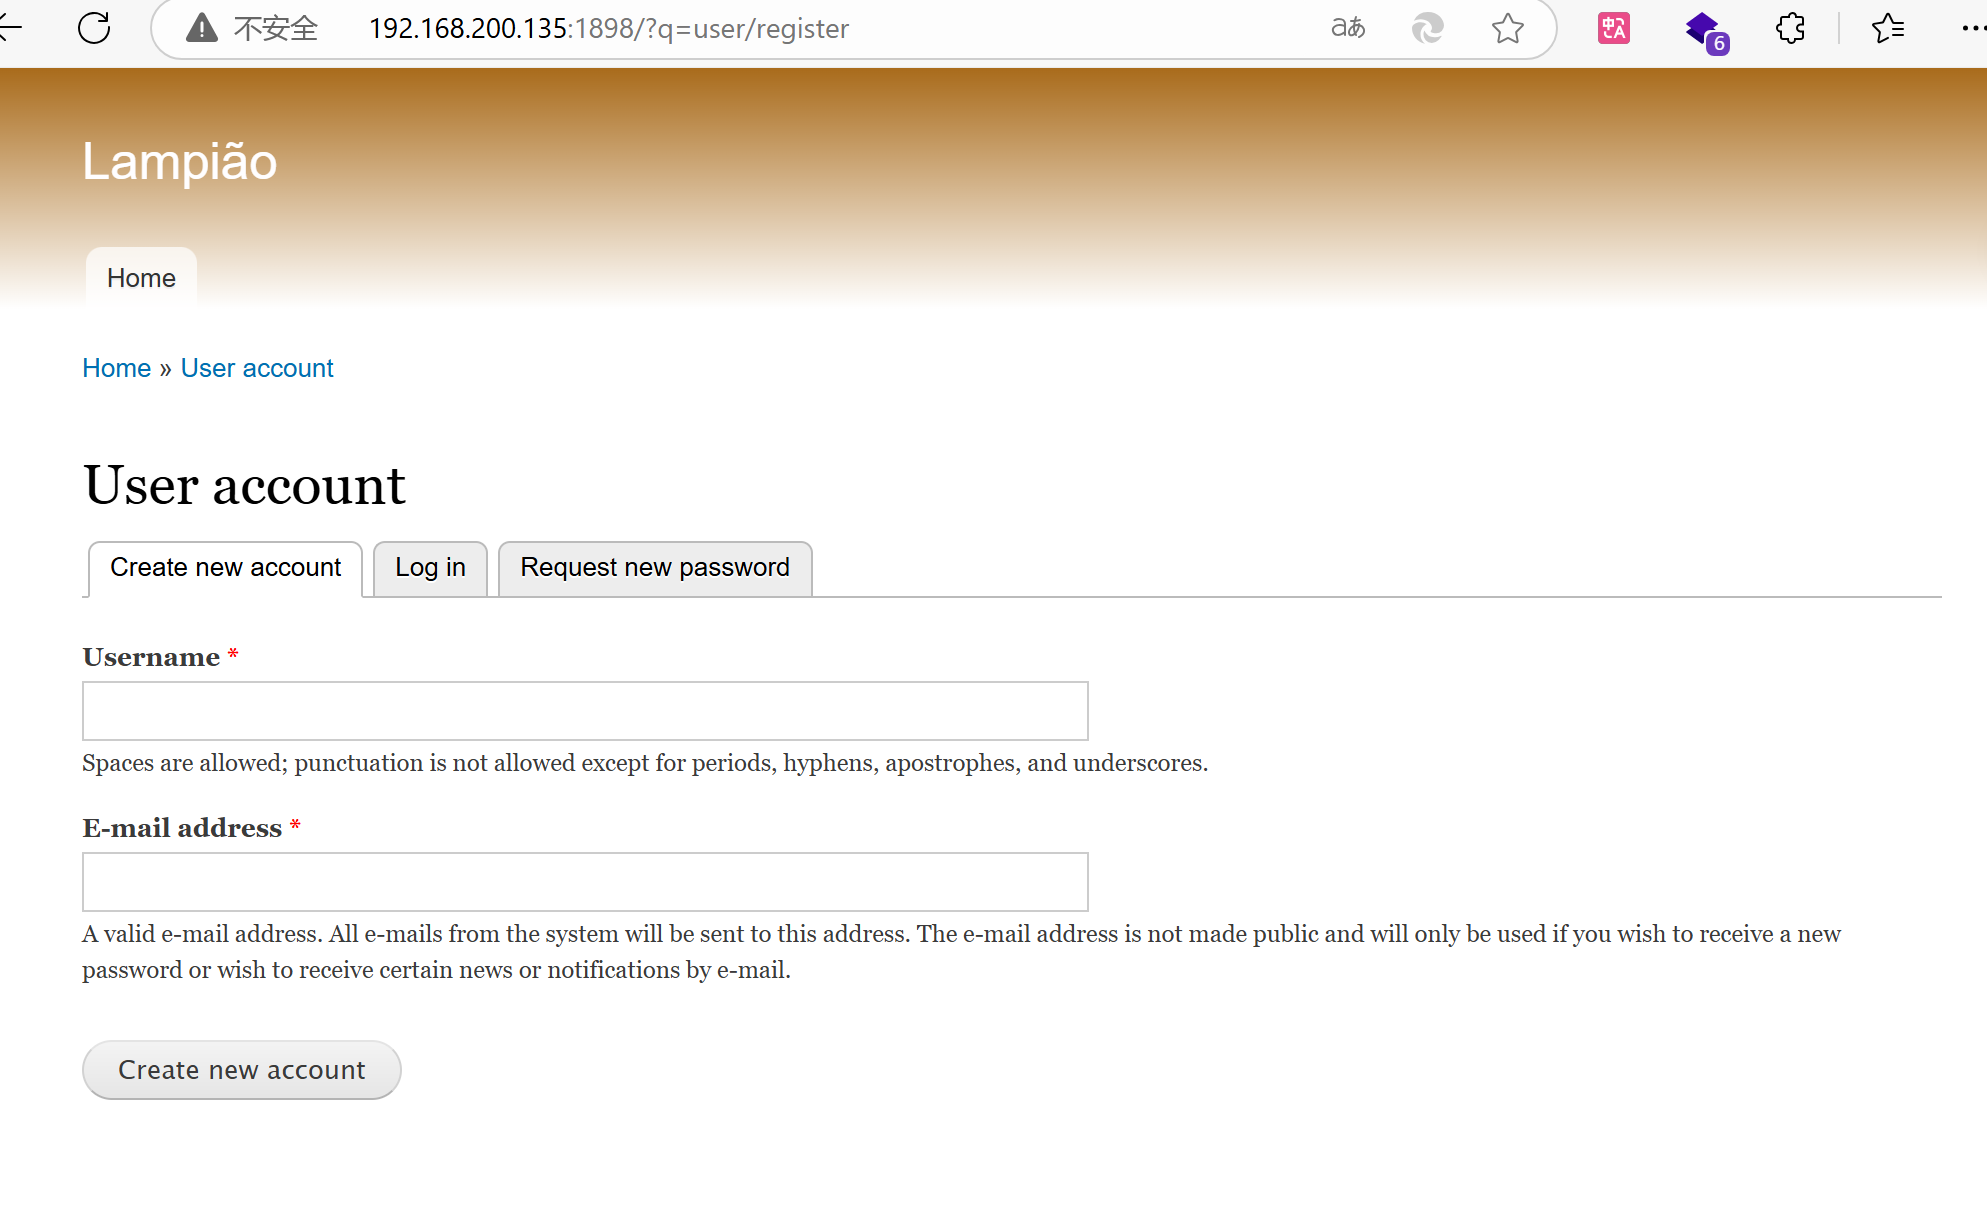 不安全 192.168.200.135:1898/?q=user/register aあ 中 A 6
Lampião
Home
Home » User account
User account
Create new account Log in Request new password
Username *
Spaces are allowed; punctuation is not allowed except for periods, hyphens, apostrophes, and underscores.
E-mail address *
A valid e-mail address. All e-mails from the system will be sent to this address. The e-mail address is not made public and will only be used if you wish to receive a new
password or wish to receive certain news or notifications by e-mail.
Create new account